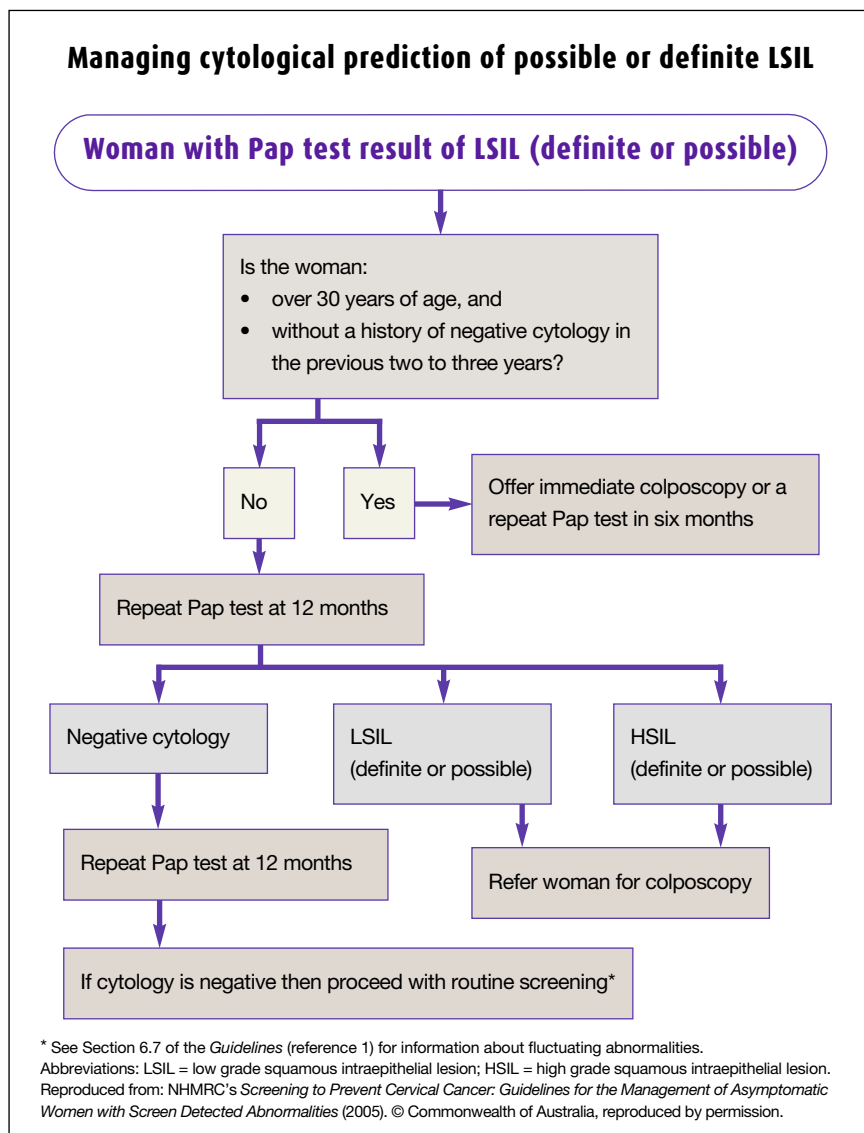 Managing cytological prediction of possible or definite LSIL
Woman with Pap test result of LSIL (definite or possible)
Is the woman:
• over 30 years of age, and
• without a history of negative cytology in
the previous two to three years?
No
Yes
Offer immediate colposcopy or a
repeat Pap test in six months
Repeat Pap test at 12 months
Negative cytology
LSIL
(definite or possible)
HSIL
(definite or possible)
Repeat Pap test at 12 months
Refer woman for colposcopy
If cytology is negative then proceed with routine screening*
* See Section 6.7 of the Guidelines (reference 1) for information about fluctuating abnormalities.
Abbreviations: LSIL = low grade squamous intraepithelial lesion; HSIL = high grade squamous intraepithelial lesion.
Reproduced from: NHMRC's Screening to Prevent Cervical Cancer: Guidelines for the Management of Asymptomatic
Women with Screen Detected Abnormalities (2005). © Commonwealth of Australia, reproduced by permission.